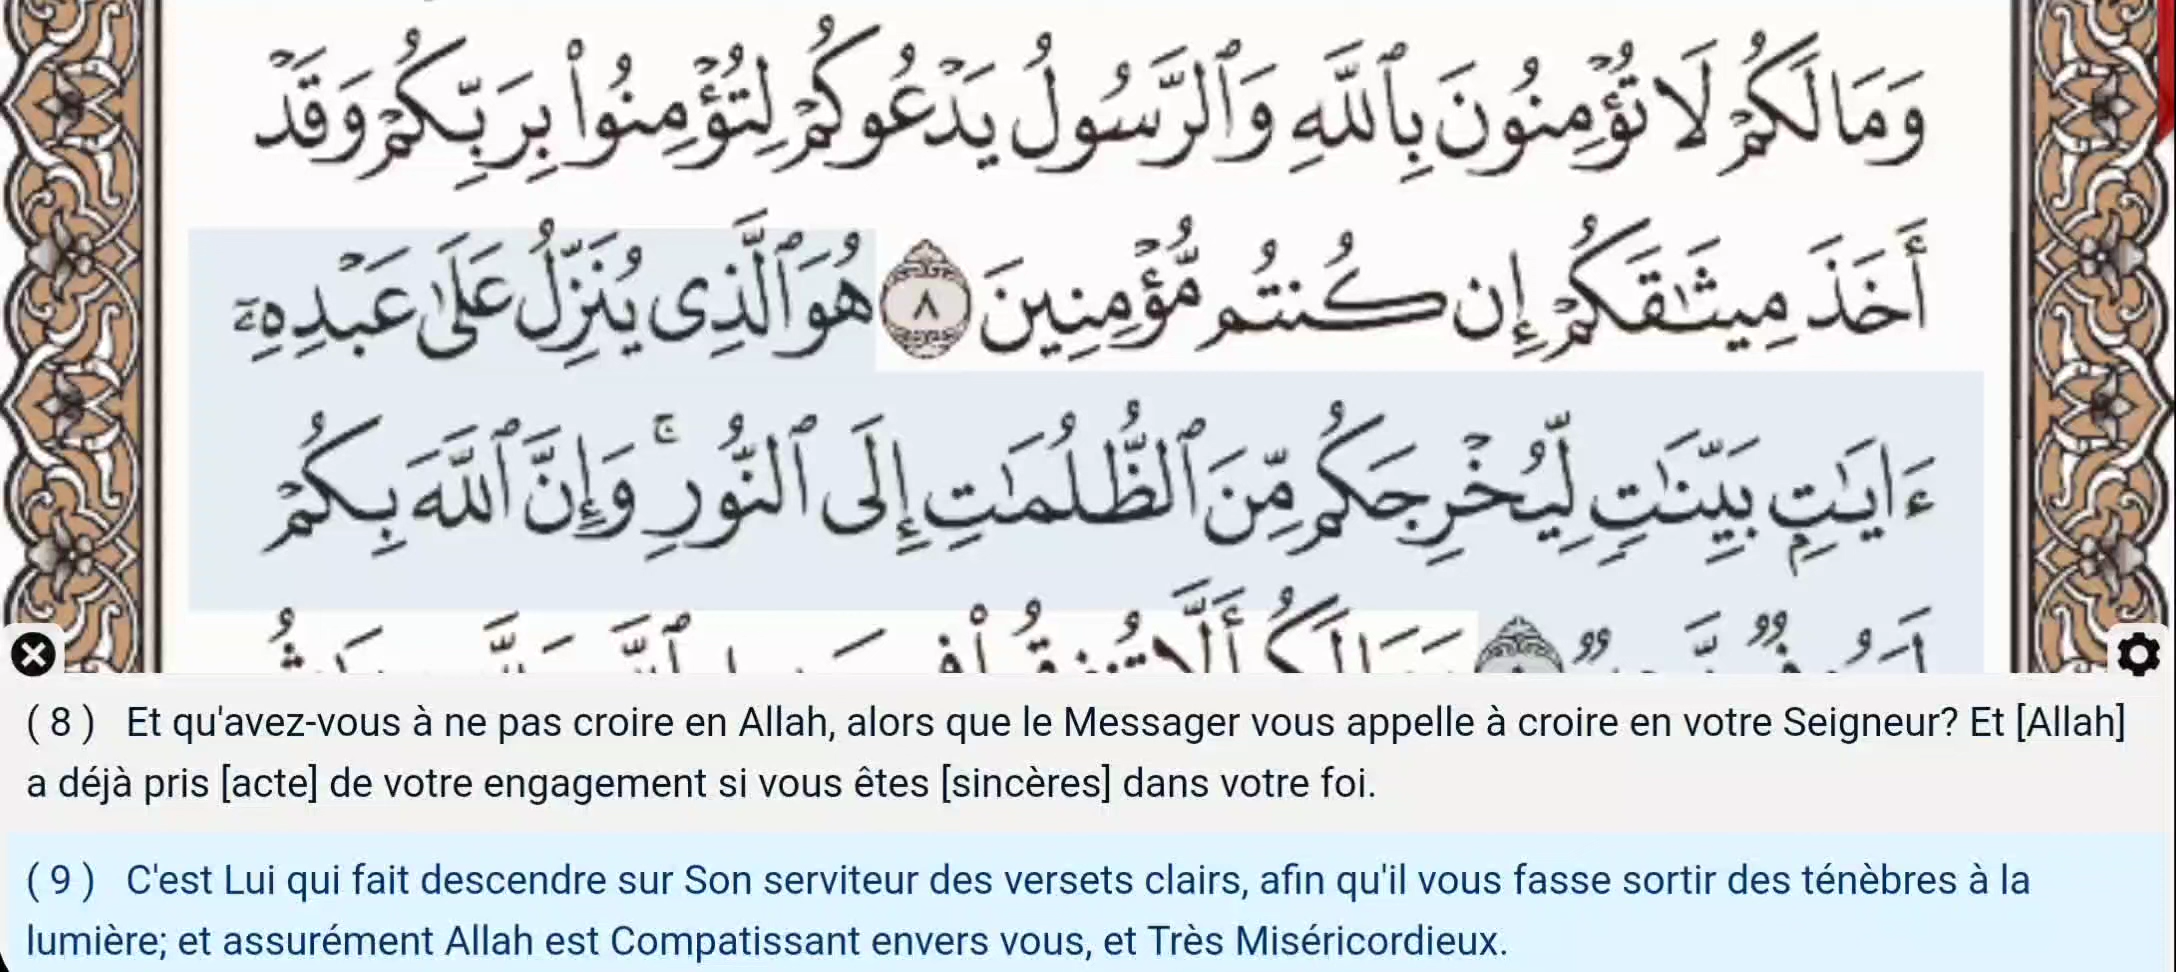 وَمَا لَكُمْ لَا تُؤْمِنُونَ بِٱللَّهِ وَٱلرَّسُولُ يَدْعُوكُمْ لِتُؤْمِنُوا۟ بِرَبِّكُمْ وَقَدْ
أَخَذَ مِيثَٰقَكُمْ إِن كُنتُم مُّؤْمِنِينَ ٨ هُوَ ٱلَّذِى يُنَزِّلُ عَلَىٰ عَبْدِهِۦٓ
ءَايَٰتٍۭ بَيِّنَٰتٍ لِّيُخْرِجَكُم مِّنَ ٱلظُّلُمَٰتِ إِلَى ٱلنُّورِ ۚ وَإِنَّ ٱللَّهَ بِكُمْ
( 8 ) Et qu'avez-vous à ne pas croire en Allah, alors que le Messager vous appelle à croire en votre Seigneur? Et [Allah]
a déjà pris [acte] de votre engagement si vous êtes [sincères] dans votre foi.
( 9 ) C'est Lui qui fait descendre sur Son serviteur des versets clairs, afin qu'il vous fasse sortir des ténèbres à la
lumière; et assurément Allah est Compatissant envers vous, et Très Miséricordieux.